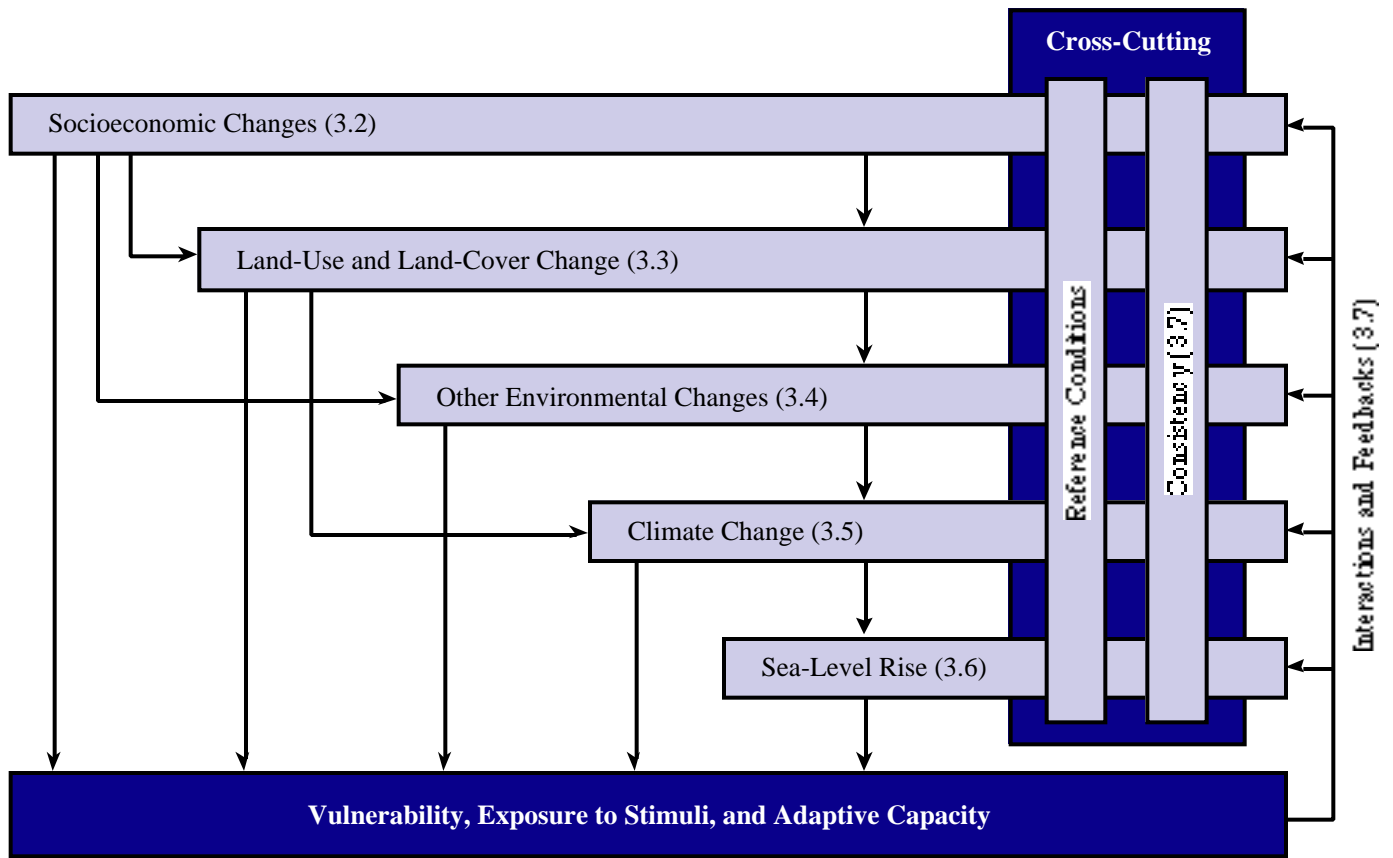 Cross-Cutting
Socioeconomic Changes (3.2)
Land-Use and Land-Cover Change (3.3)
Other Environmental Changes (3.4)
Climate Change (3.5)
Sea-Level Rise (3.6)
Reference Conditions
Consistency (3.7)
Interactions and Feedbacks (3.7)
Vulnerability, Exposure to Stimuli, and Adaptive Capacity